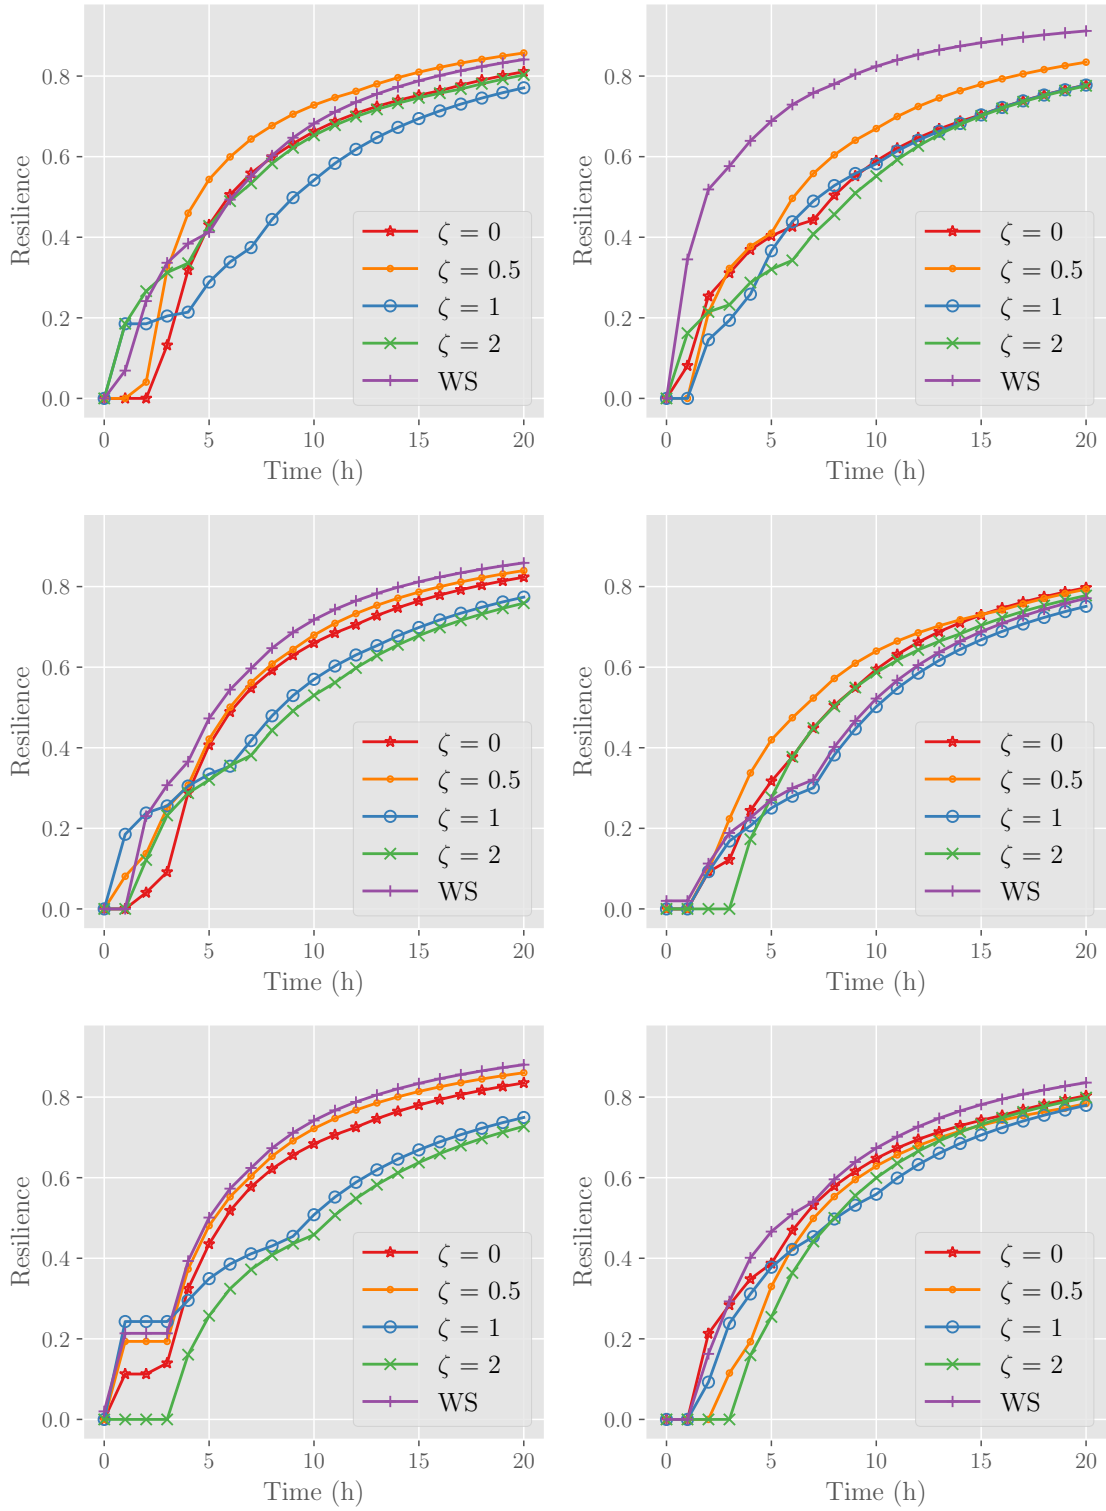 0.8
0.6
0.4
0.2
0.0
Resilience
ζ = 0
ζ = 0.5
ζ = 1
ζ = 2
WS
0 5 10 15 20
Time (h)
0.8
0.6
0.4
0.2
0.0
Resilience
ζ = 0
ζ = 0.5
ζ = 1
ζ = 2
WS
0 5 10 15 20
Time (h)
0.8
0.6
0.4
0.2
0.0
Resilience
ζ = 0
ζ = 0.5
ζ = 1
ζ = 2
WS
0 5 10 15 20
Time (h)
0.8
0.6
0.4
0.2
0.0
Resilience
ζ = 0
ζ = 0.5
ζ = 1
ζ = 2
WS
0 5 10 15 20
Time (h)
0.8
0.6
0.4
0.2
0.0
Resilience
ζ = 0
ζ = 0.5
ζ = 1
ζ = 2
WS
0 5 10 15 20
Time (h)
0.8
0.6
0.4
0.2
0.0
Resilience
ζ = 0
ζ = 0.5
ζ = 1
ζ = 2
WS
0 5 10 15 20
Time (h)